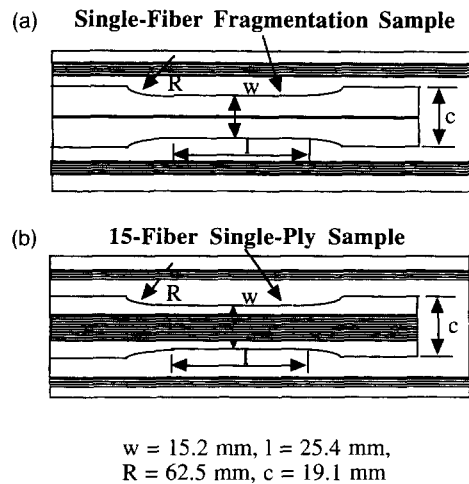 (a) Single-Fiber Fragmentation Sample
R
w
c
l
(b) 15-Fiber Single-Ply Sample
R
w
c
l
w = 15.2 mm, l = 25.4 mm,
R = 62.5 mm, c = 19.1 mm